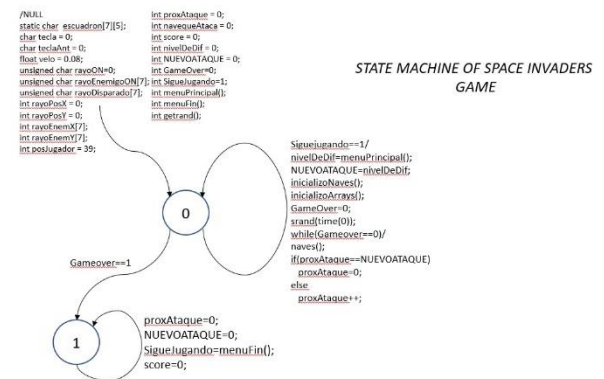 /NULL
static char escuadron[7][5];
char tecla = 0;
char teclaAnt = 0;
float velo = 0.08;
unsigned char rayoON=0;
unsigned char rayoEnemigoON[7];
unsigned char rayoDisparado[7];
int rayoPosX = 0;
int rayoPosY = 0;
int rayoEnemX[7];
int rayoEnemY[7];
int posJugador = 39;
int proxAtaque = 0;
int navequeAtaca = 0;
int score = 0;
int nivelDeDif = 0;
int NUEVOATAQUE = 0;
int GameOver=0;
int SigueJugando=1;
int menuPrincipal();
int menuFin();
int getrand();
STATE MACHINE OF SPACE INVADERS
GAME
Siguejugando==1/
nivelDeDif=menuPrincipal();
NUEVOATAQUE=nivelDeDif;
inicializoNaves();
inicializoArrays();
GameOver=0;
srand(time(0));
while(Gameover==0)/
naves();
if(proxAtaque==NUEVOATAQUE)
proxAtaque=0;
else
proxAtaque++;
0
Gameover==1
1
proxAtaque=0;
NUEVOATAQUE=0;
SigueJugando=menuFin();
score=0;